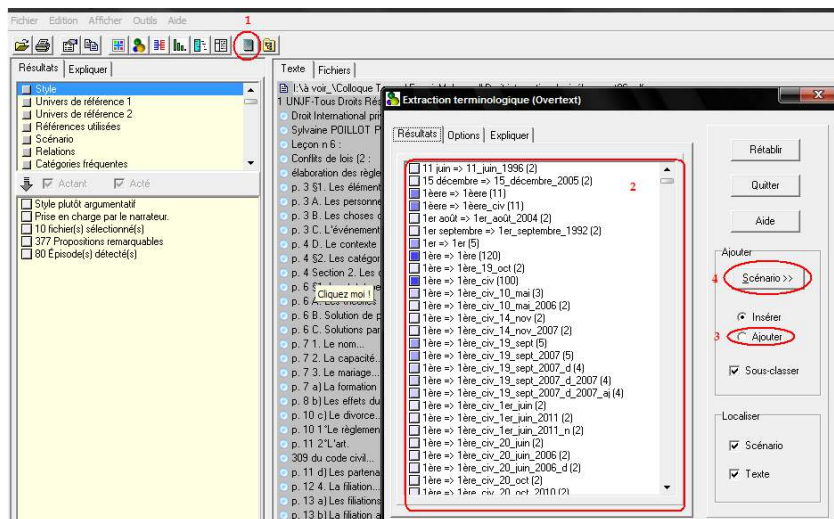 Fichier Edition Afficher Outils Aide
1
Résultats Expliquer
Style
Univers de référence 1
Univers de référence 2
Références utilisées
Scénario
Relations
Catégories fréquentes
Actant Acté
Style plutôt argumentatif
Prise en charge par le narrateur.
10 fichier(s) sélectionné(s)
377 Propositions remarquables
80 Épisode(s) détecté(s)
Texte Fichiers
1 UNJF-Tous Droits Rés
Droit International pri
Sylvaine POILLOT P
Leçon n 6 :
Conflits de lois (2 :
élaboration des règle
p. 3 §1. Les élément
p. 3 A. Les personne
p. 3 B. Les choses
p. 3 C. L'événement
p. 4 D. Le contexte
p. 4 §2. Les catégor
p. 4 Section 2. Les
p. 6
Cliquez moi !
p. 6
p. 6 B. Solution de p
p. 6 C. Solutions par
p. 7 1. Le nom...
p. 7 2. La capacité...
p. 7 3. Le mariage...
p. 7 a) La formation
p. 8 b) Les effets du
p. 10 c) Le divorce...
p. 10 1°Le règlemen
p. 11 2°L'art.
309 du code civil...
p. 11 d) Les partena
p. 12 4. La filiation...
p. 13 a) Les filiations
p. 13 b) La filiation a
Extraction terminologique (Overtext)
Résultats Options Expliquer
2
11 juin => 11_juin_1996 (2)
15 décembre => 15_décembre_2005 (2)
1èere => 1èere (11)
1èere => 1èere_civ (11)
1er août => 1er_août_2004 (2)
1er septembre => 1er_septembre_1992 (2)
1er => 1er (5)
1ère => 1ère (120)
1ère => 1ère_19_oct (2)
1ère => 1ère_civ (100)
1ère => 1ère_civ_10_mai (3)
1ère => 1ère_civ_10_mai_2006 (2)
1ère => 1ère_civ_14_nov (2)
1ère => 1ère_civ_14_nov_2007 (2)
1ère => 1ère_civ_19_sept (5)
1ère => 1ère_civ_19_sept_2007 (5)
1ère => 1ère_civ_19_sept_2007_d (4)
1ère => 1ère_civ_19_sept_2007_d_2007 (4)
1ère => 1ère_civ_19_sept_2007_d_2007_aj (4)
1ère => 1ère_civ_1er_juin (2)
1ère => 1ère_civ_1er_juin_2011 (2)
1ère => 1ère_civ_1er_juin_2011_n (2)
1ère => 1ère_civ_20_juin (2)
1ère => 1ère_civ_20_juin_2006 (2)
1ère => 1ère_civ_20_juin_2006_d (2)
1ère => 1ère_civ_20_oct (2)
1ère => 1ère_civ_20_oct_2010 (2)
Rétablir
Quitter
Aide
Ajouter
4 Scénario >>
Insérer
3 Ajouter
Sous-classer
Localiser
Scénario
Texte